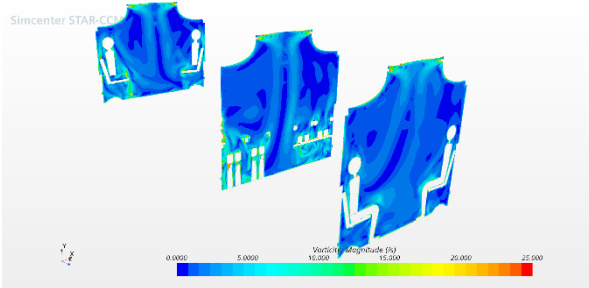 Simcenter STAR-CCM
Y
X
Z
Vorticity Magnitude (/s)
0.0000 5.0000 10.000 15.000 20.000 25.000